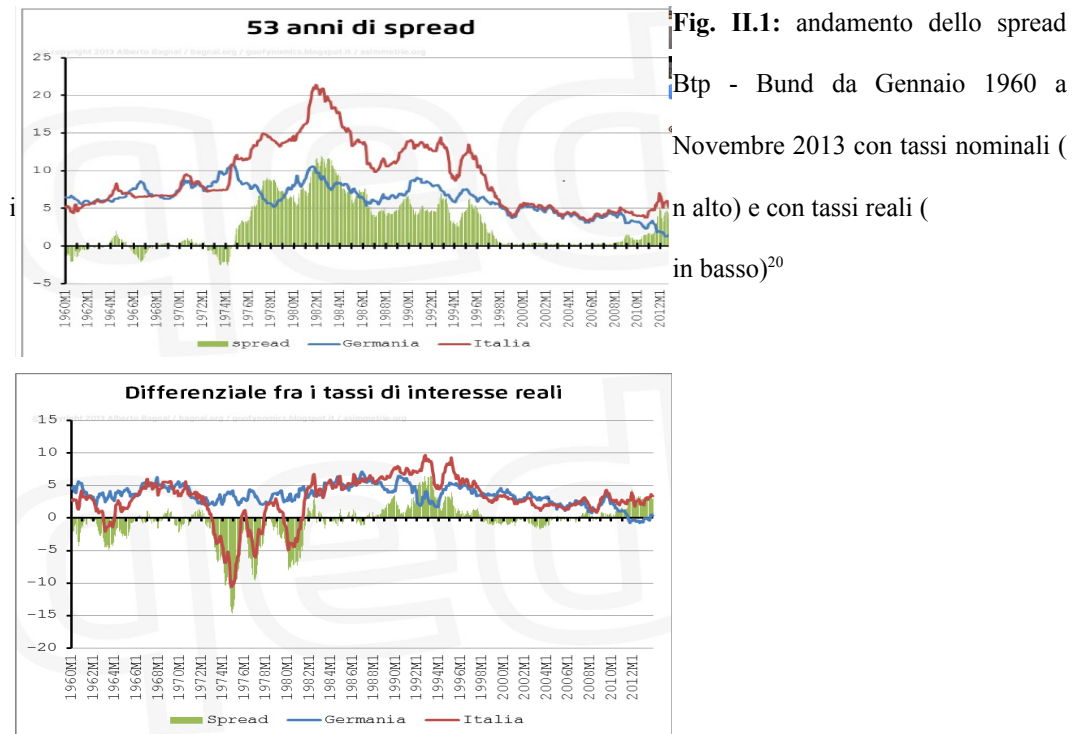 53 anni di spread
© copyright 2013 Alberto Bagnai / bagnai.org / goofynomics.blogspot.it / asimmetrie.org
25
20
15
10
5
0
−5
1960M1
1962M1
1964M1
1966M1
1968M1
1970M1
1972M1
1974M1
1976M1
1978M1
1980M1
1982M1
1984M1
1986M1
1988M1
1990M1
1992M1
1994M1
1996M1
1998M1
2000M1
2002M1
2004M1
2006M1
2008M1
2010M1
2012M1
spread Germania Italia
Fig. II.1: andamento dello spread
Btp - Bund da Gennaio 1960 a
Novembre 2013 con tassi nominali (
i n alto) e con tassi reali (
in basso)20
Differenziale fra i tassi di interesse reali
copyright 2013 Alberto Bagnai / bagnai.org / goofynomics.blogspot.it / asimmetrie.org
15
10
5
0
−5
−10
−15
−20
1960M1
1962M1
1964M1
1966M1
1968M1
1970M1
1972M1
1974M1
1976M1
1978M1
1980M1
1982M1
1984M1
1986M1
1988M1
1990M1
1992M1
1994M1
1996M1
1998M1
2000M1
2002M1
2004M1
2006M1
2008M1
2010M1
2012M1
Spread Germania Italia